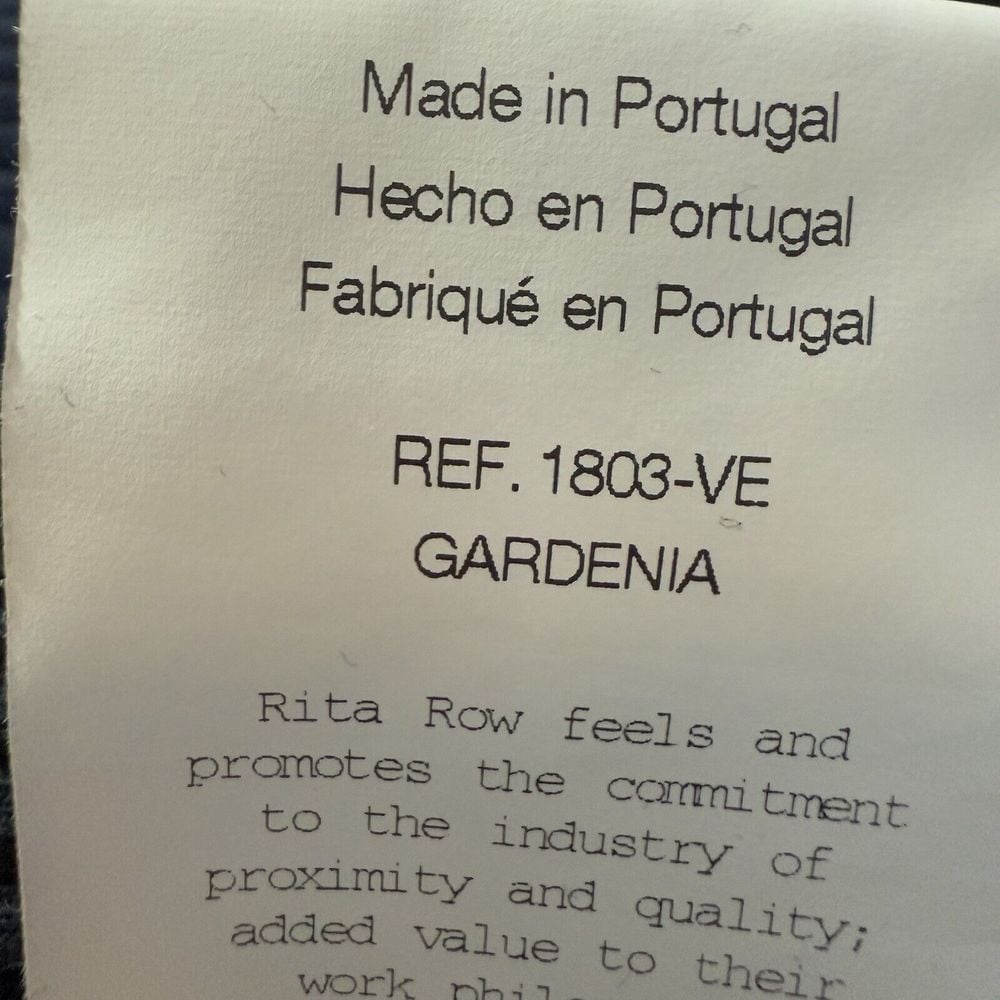 Made in Portugal
Hecho en Portugal
Fabriqué en Portugal
REF. 1803-VE
GARDENIA
Rita Row feels and
promotes the commitment
to the industry of
proximity and quality;
added value to their
work